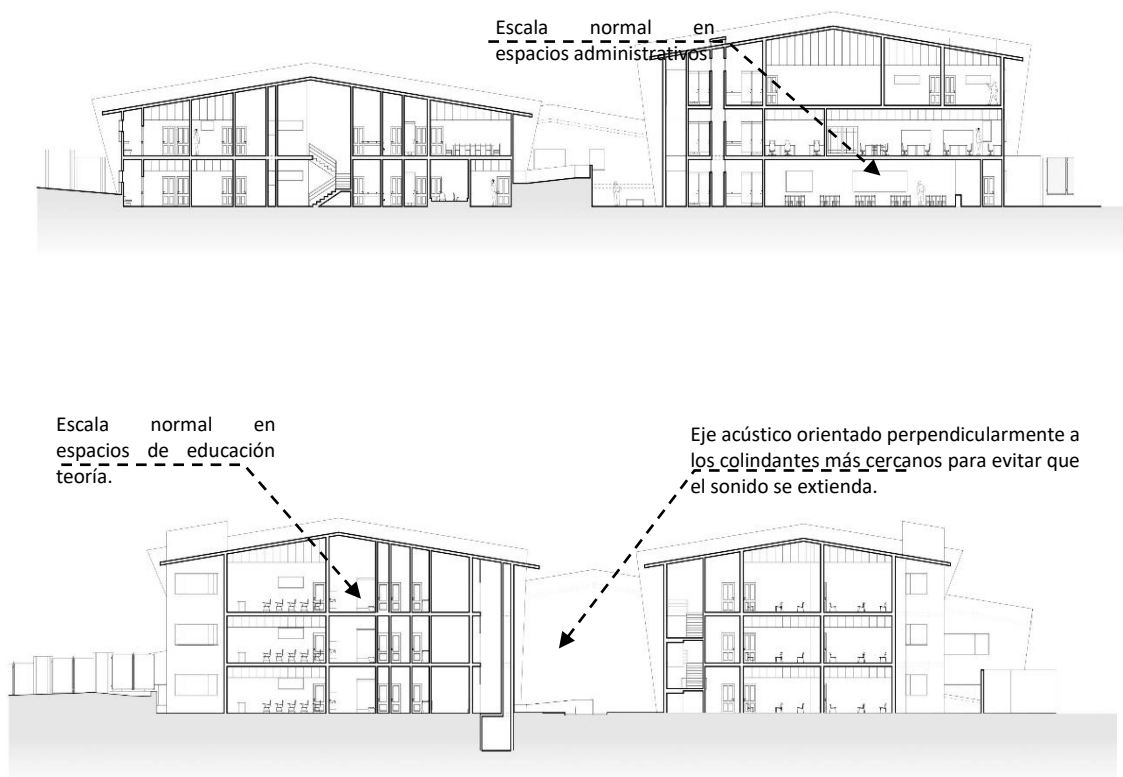 Escala normal en
espacios administrativos
Escala normal en
espacios de educación
teoría.
Eje acústico orientado perpendicularmente a
los colindantes más cercanos para evitar que
el sonido se extienda.